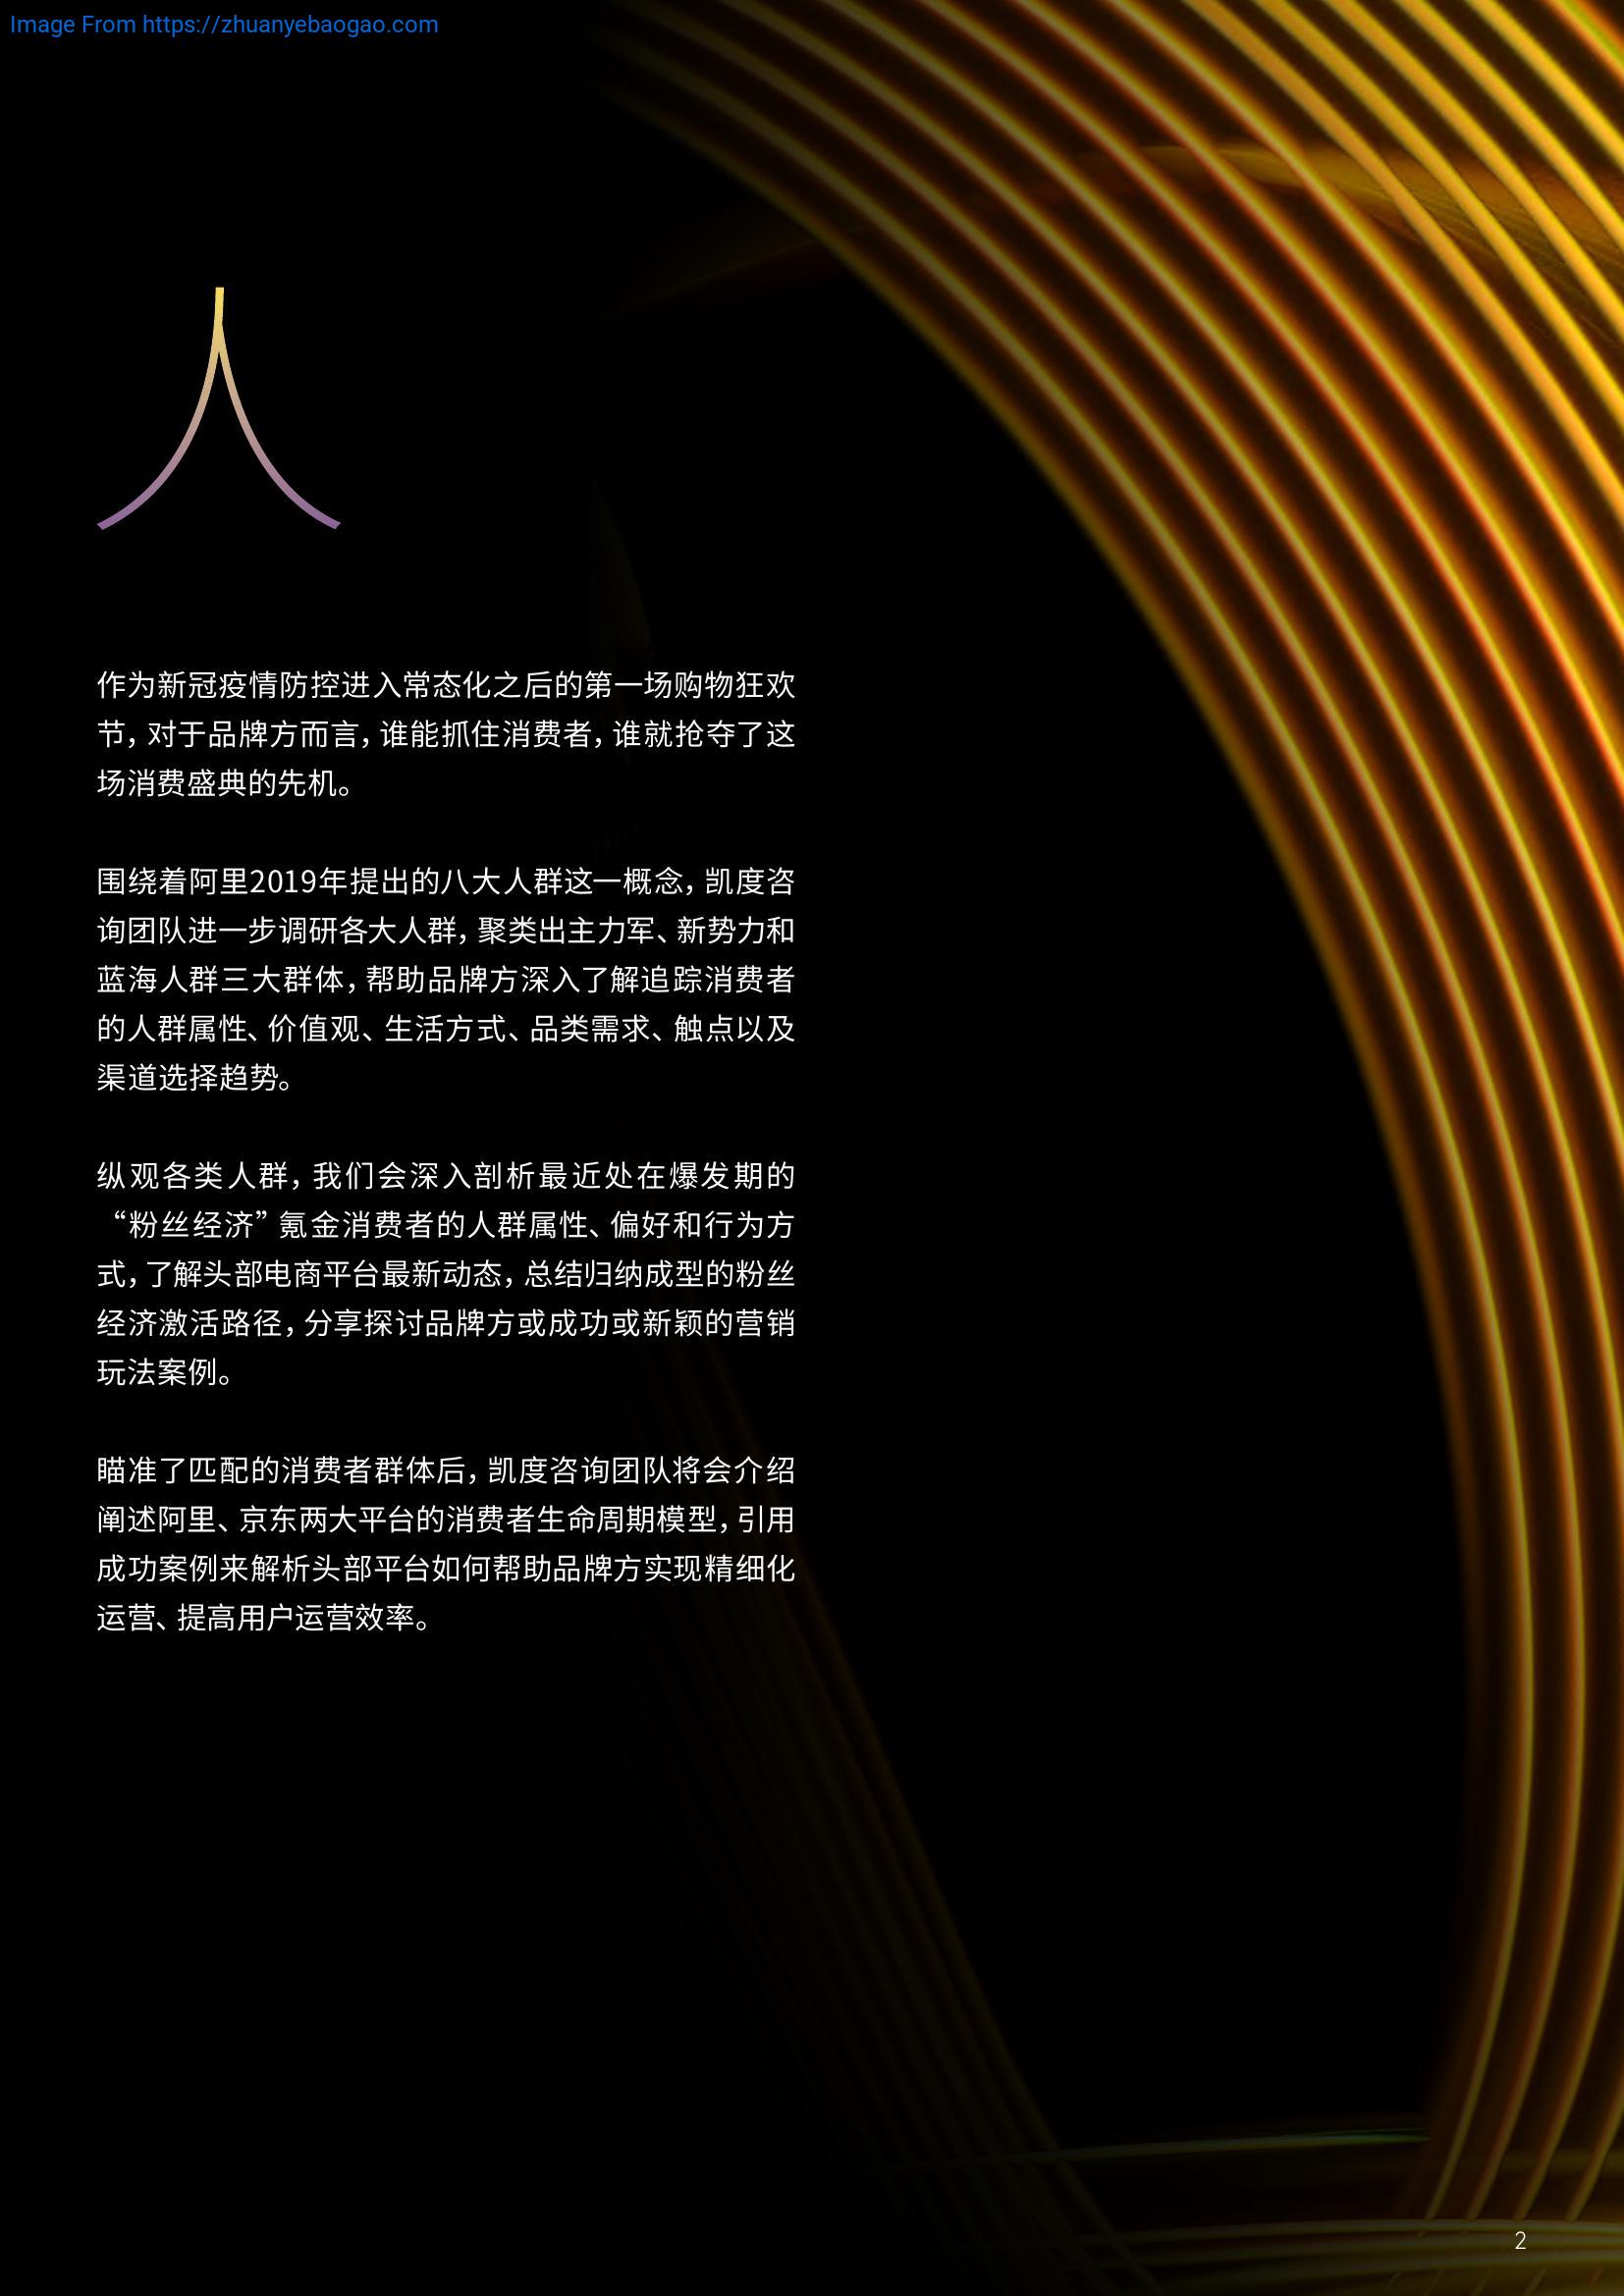 Image From https://zhuanyebaogao.com
人
作为新冠疫情防控进入常态化之后的第一场购物狂欢
节，对于品牌方而言，谁能抓住消费者，谁就抢夺了这
场消费盛典的先机。
围绕着阿里2019年提出的八大人群这一概念，凯度咨
询团队进一步调研各大人群，聚类出主力军、新势力和
蓝海人群三大群体，帮助品牌方深入了解追踪消费者
的人群属性、价值观、生活方式、品类需求、触点以及
渠道选择趋势。
纵观各类人群，我们会深入剖析最近处在爆发期的
“粉丝经济”氪金消费者的人群属性、偏好和行为方
式，了解头部电商平台最新动态，总结归纳成型的粉丝
经济激活路径，分享探讨品牌方或成功或新颖的营销
玩法案例。
瞄准了匹配的消费者群体后，凯度咨询团队将会介绍
阐述阿里、京东两大平台的消费者生命周期模型，引用
成功案例来解析头部平台如何帮助品牌方实现精细化
运营、提高用户运营效率。
2